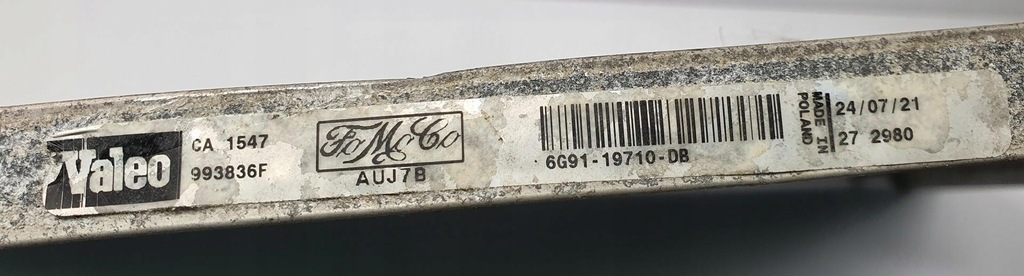 Valeo
CA 1547
993836F
FoMoCo
AUJ7B
6G91-19710-DB
MADE IN
POLAND
24/07/21
27 2980